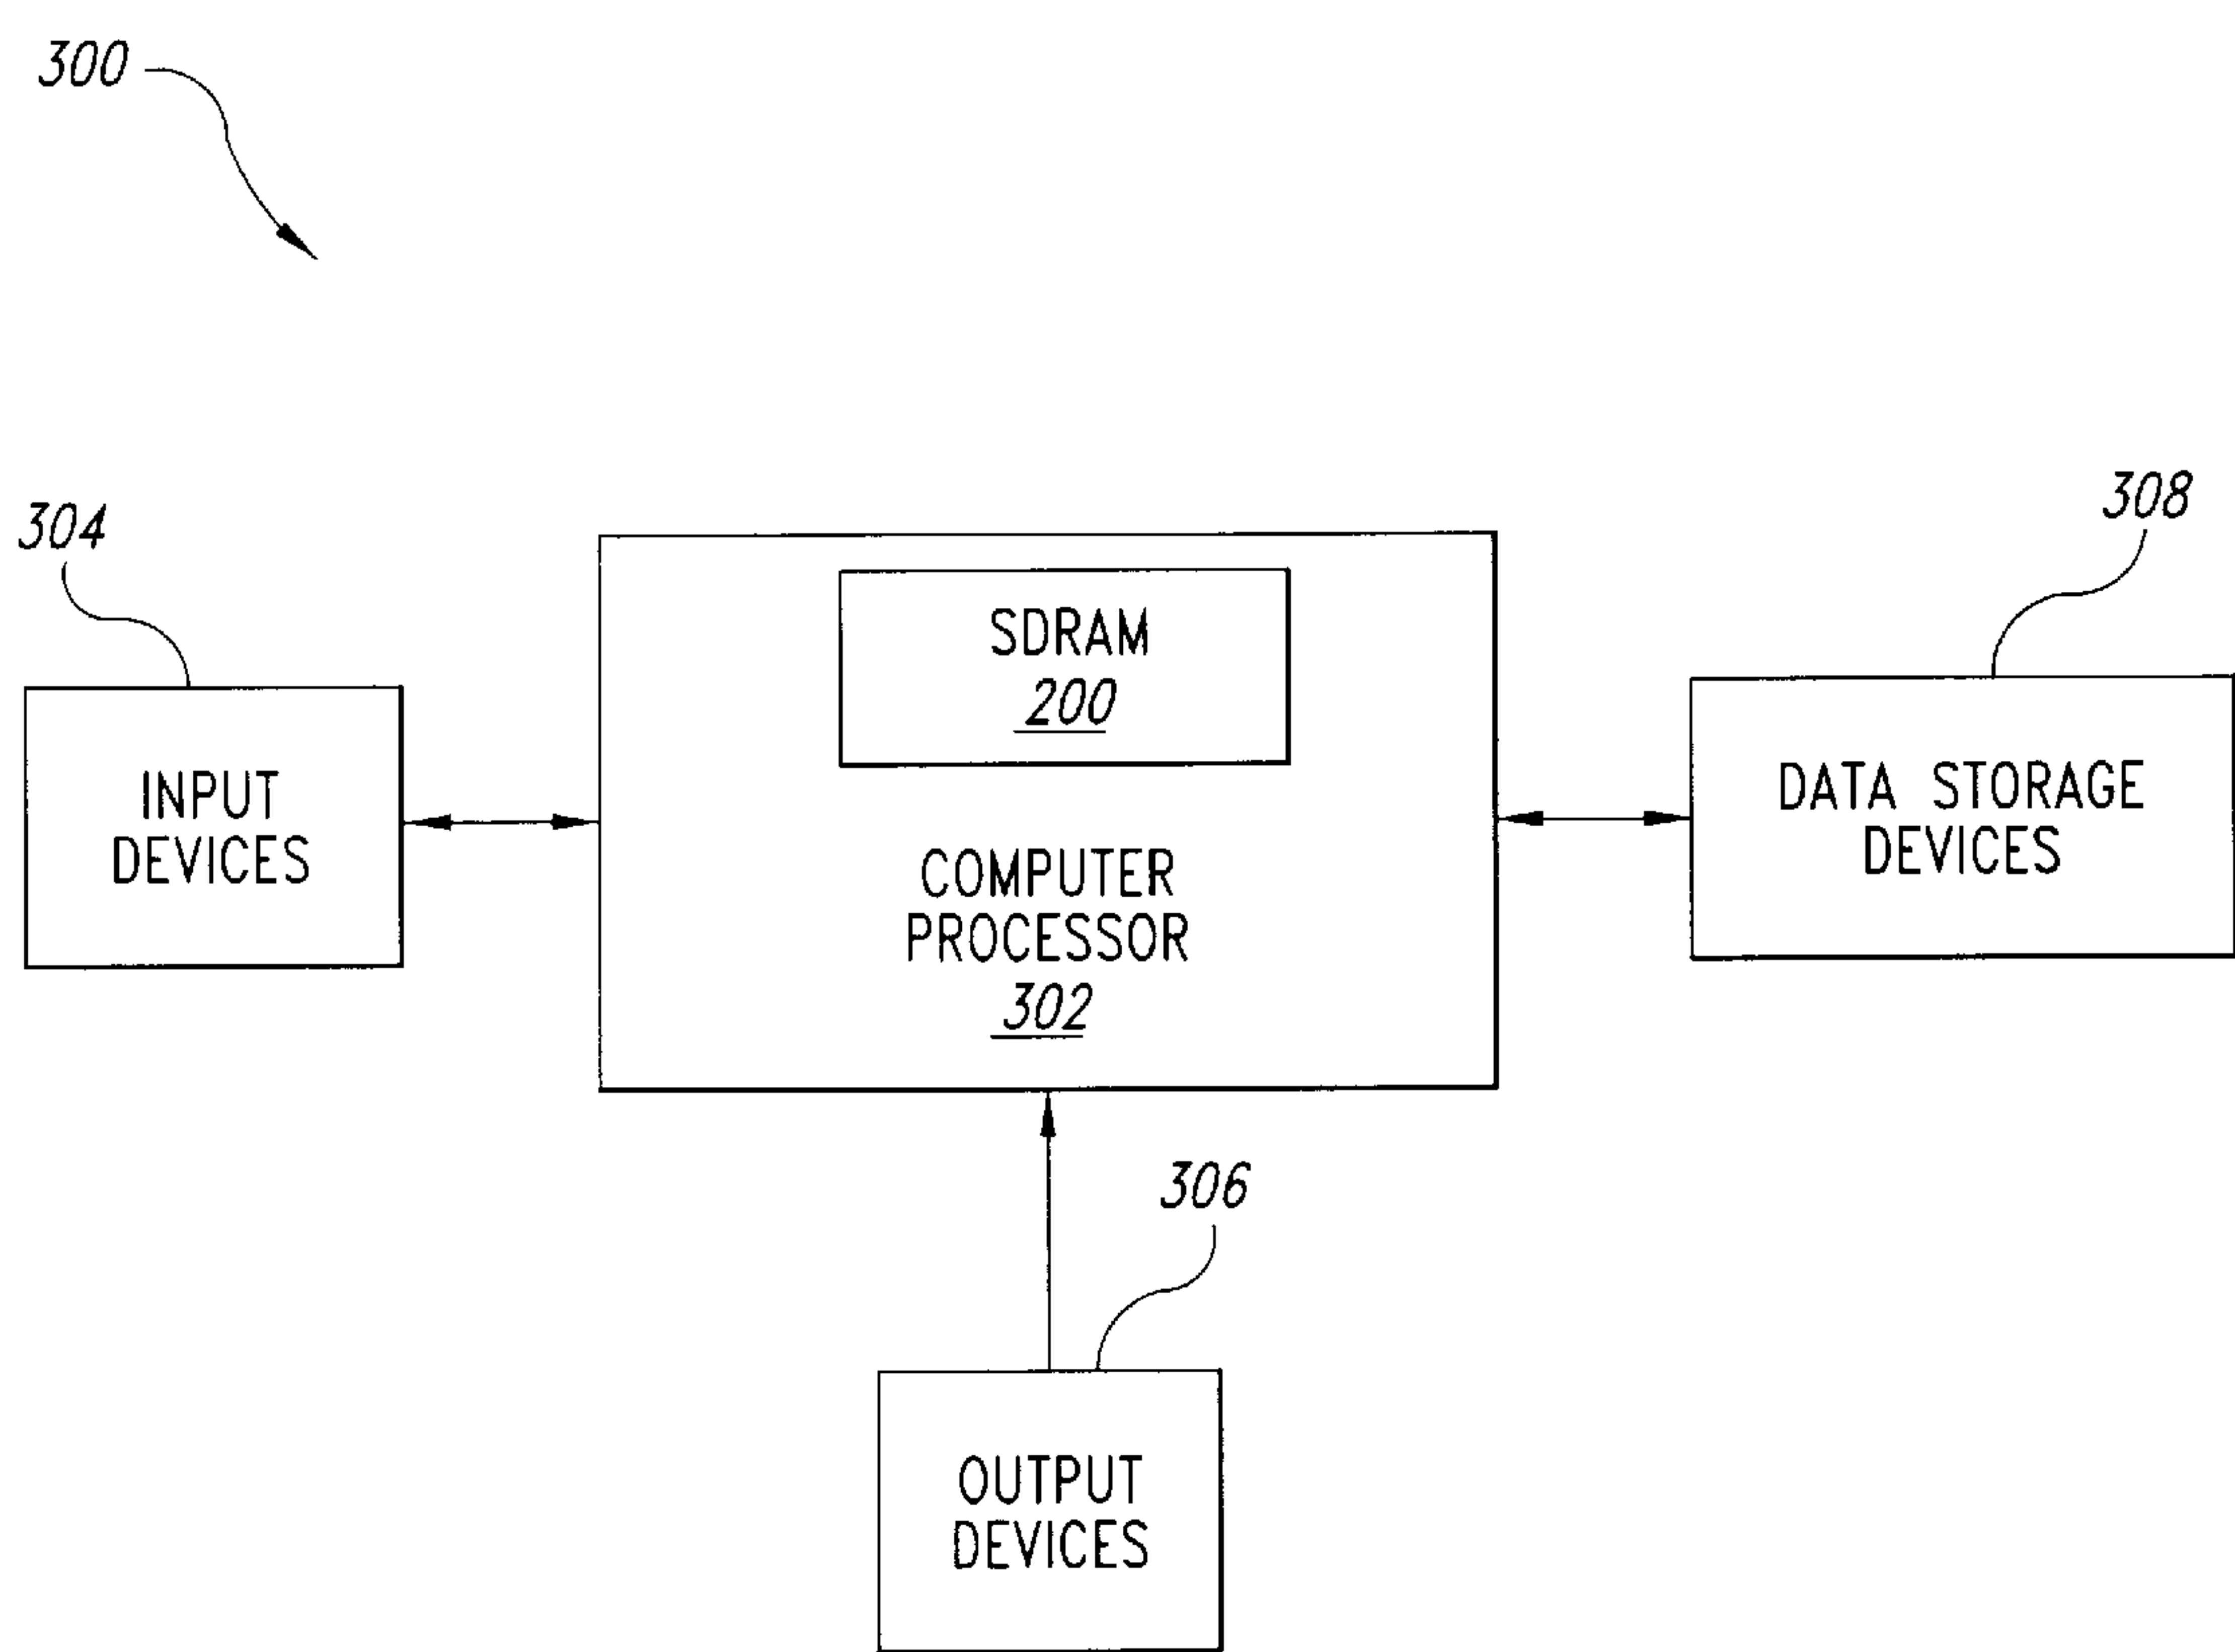 300
304
308
SDRAM
200
INPUT
DEVICES
DATA STORAGE
DEVICES
COMPUTER
PROCESSOR
302
306
OUTPUT
DEVICES